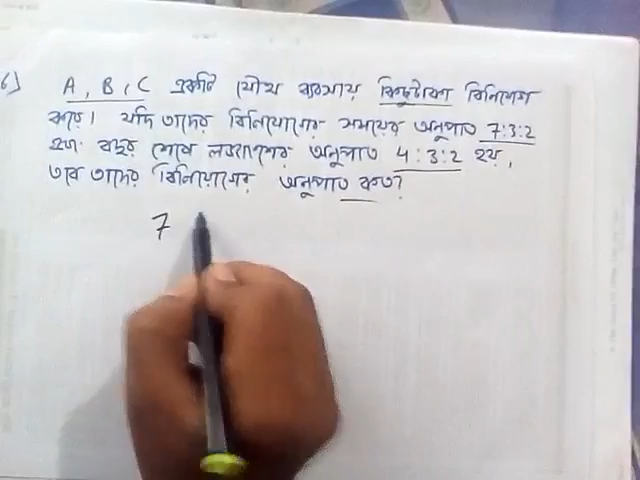 ৮) A, B, C একটি যৌথ ব্যবসায় কিছুটাকা বিনিয়োগ
করে। যদি তাদের বিনিয়োগের সময়ের অনুপাত 7:3:2
এবং বছর শেষে লভ্যাংশের অনুপাত 4:3:2 হয়,
তবে তাদের বিনিয়োগের অনুপাত কত?
7